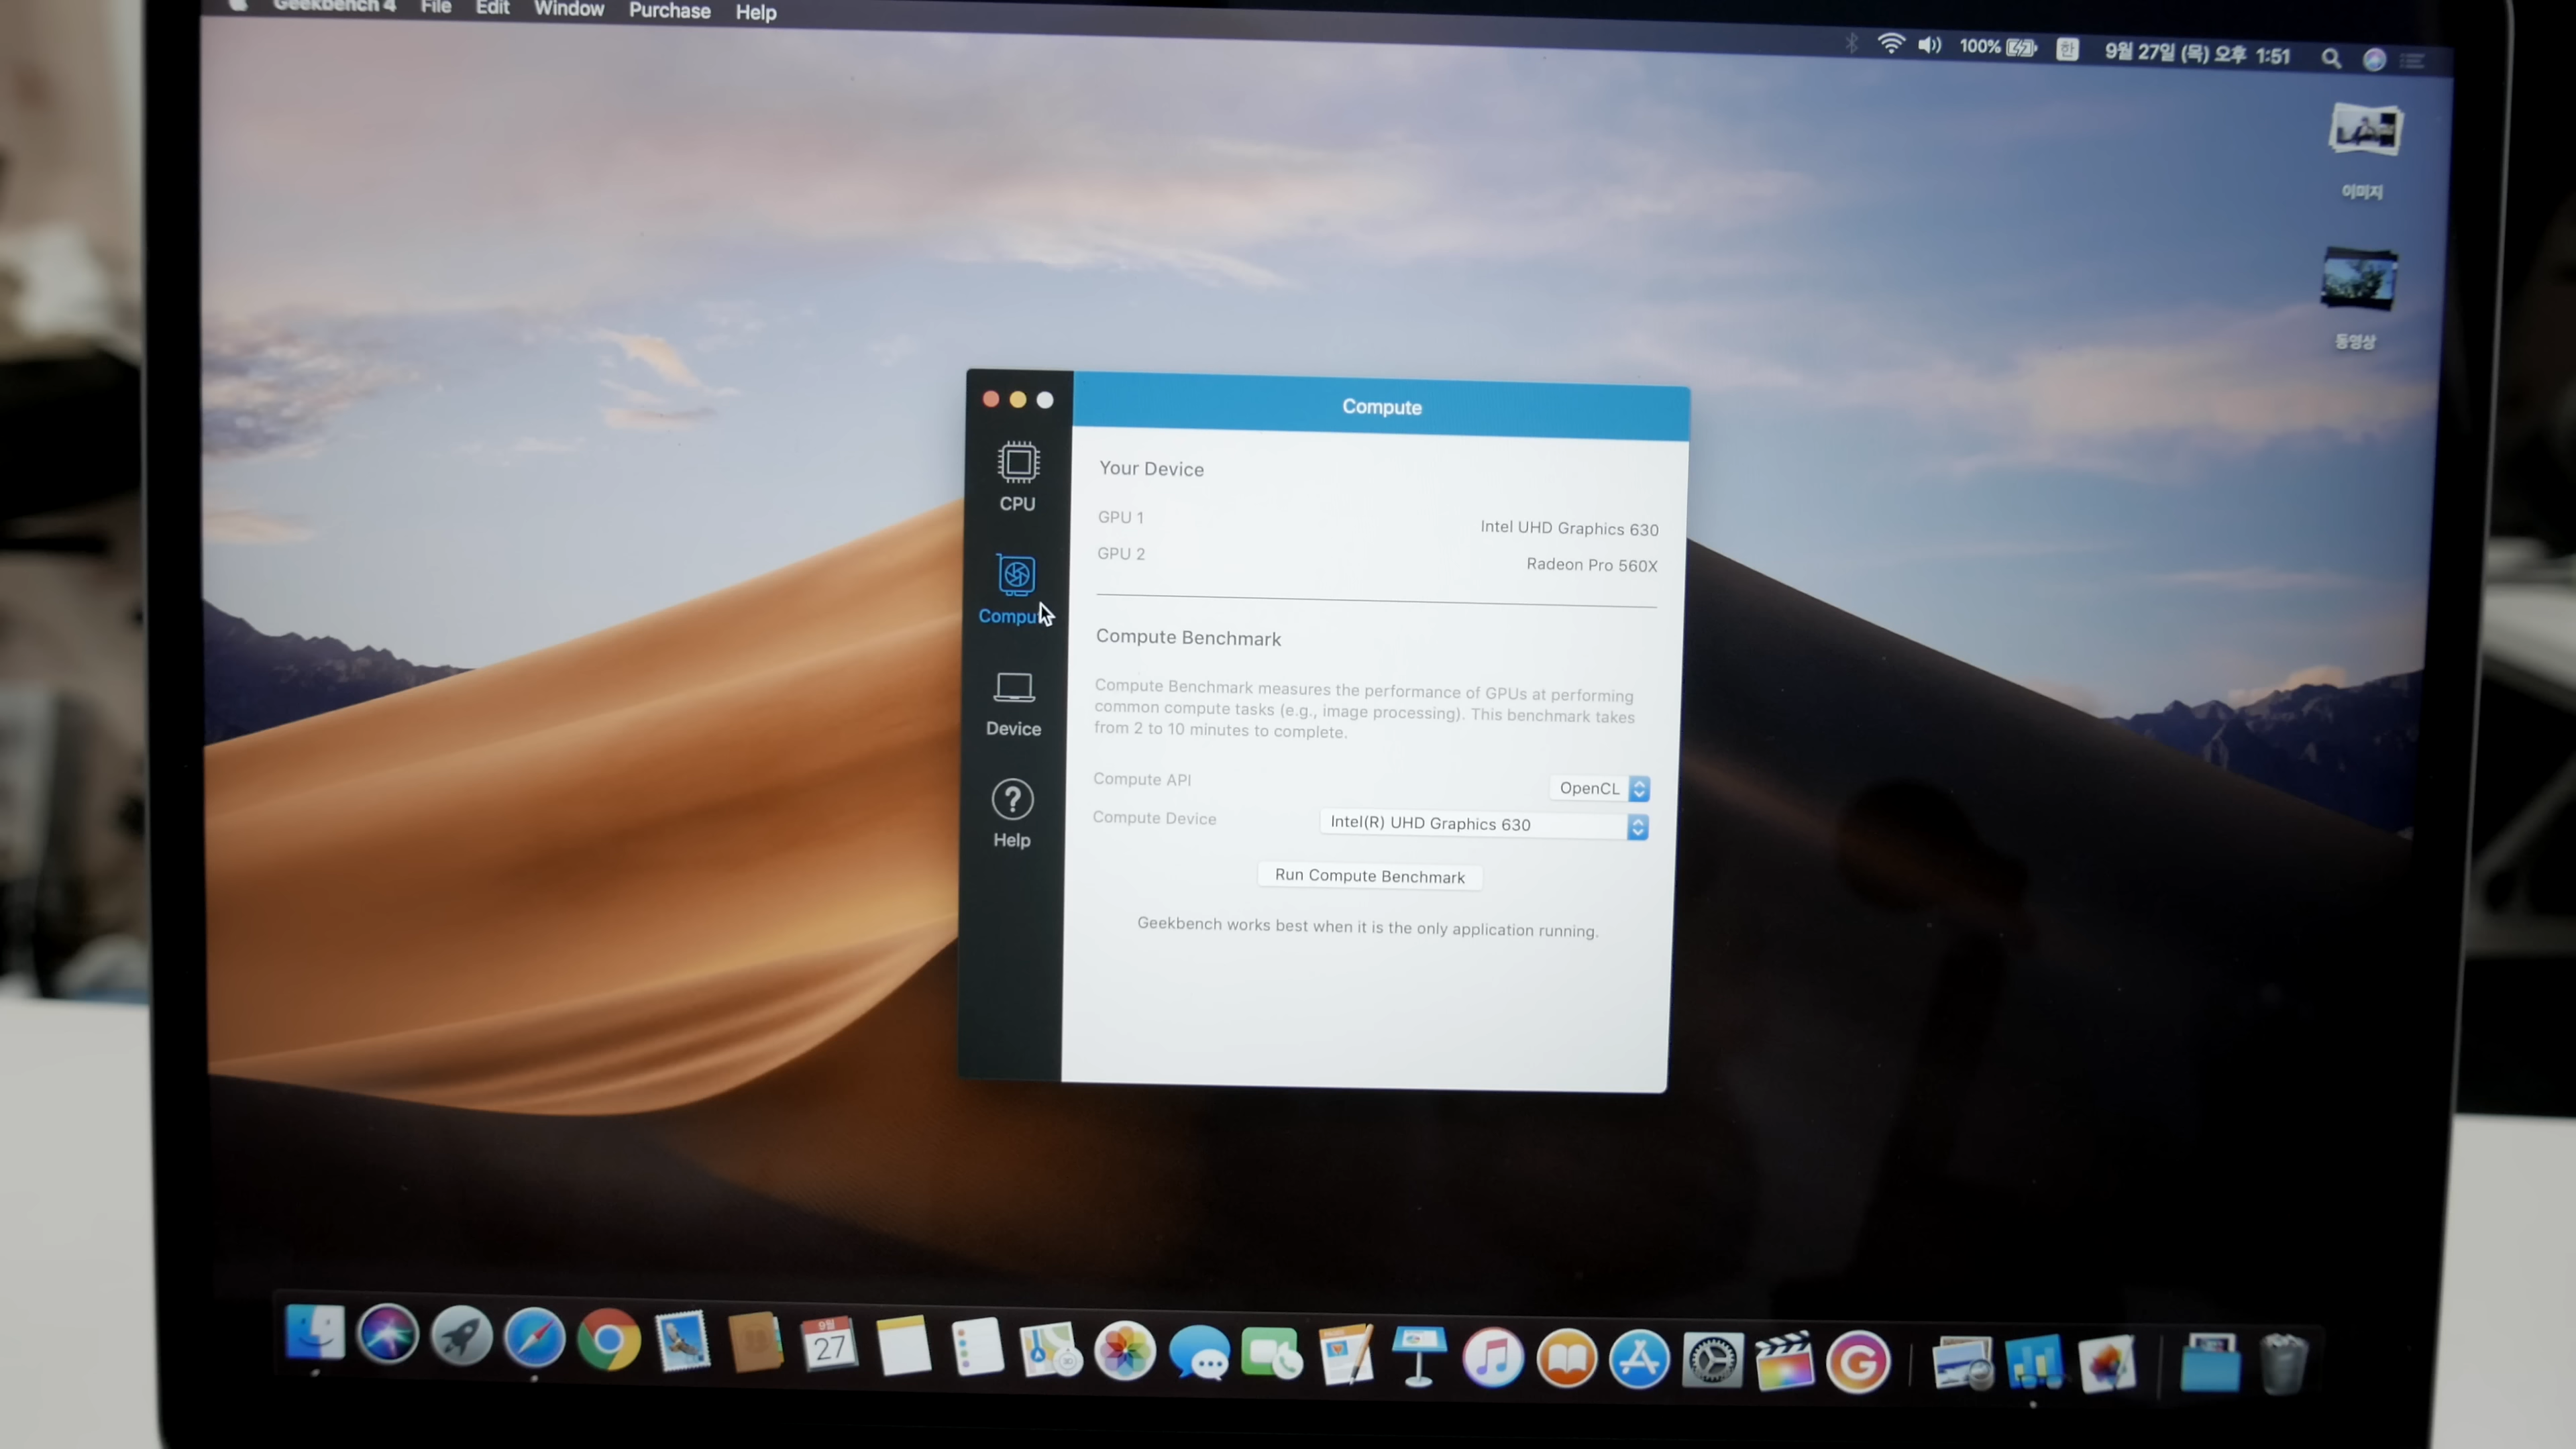 Geekbench 4 File Edit Window Purchase Help
100% 한 9월 27일 (목) 오후 1:51
이미지
동영상
Compute
CPU
Compu
Device
Help
Your Device
GPU 1 Intel UHD Graphics 630
GPU 2 Radeon Pro 560X
Compute Benchmark
Compute Benchmark measures the performance of GPUs at performing
common compute tasks (e.g., image processing). This benchmark takes
from 2 to 10 minutes to complete.
Compute API OpenCL
Compute Device Intel(R) UHD Graphics 630
Run Compute Benchmark
Geekbench works best when it is the only application running.
9월
27
3D
G